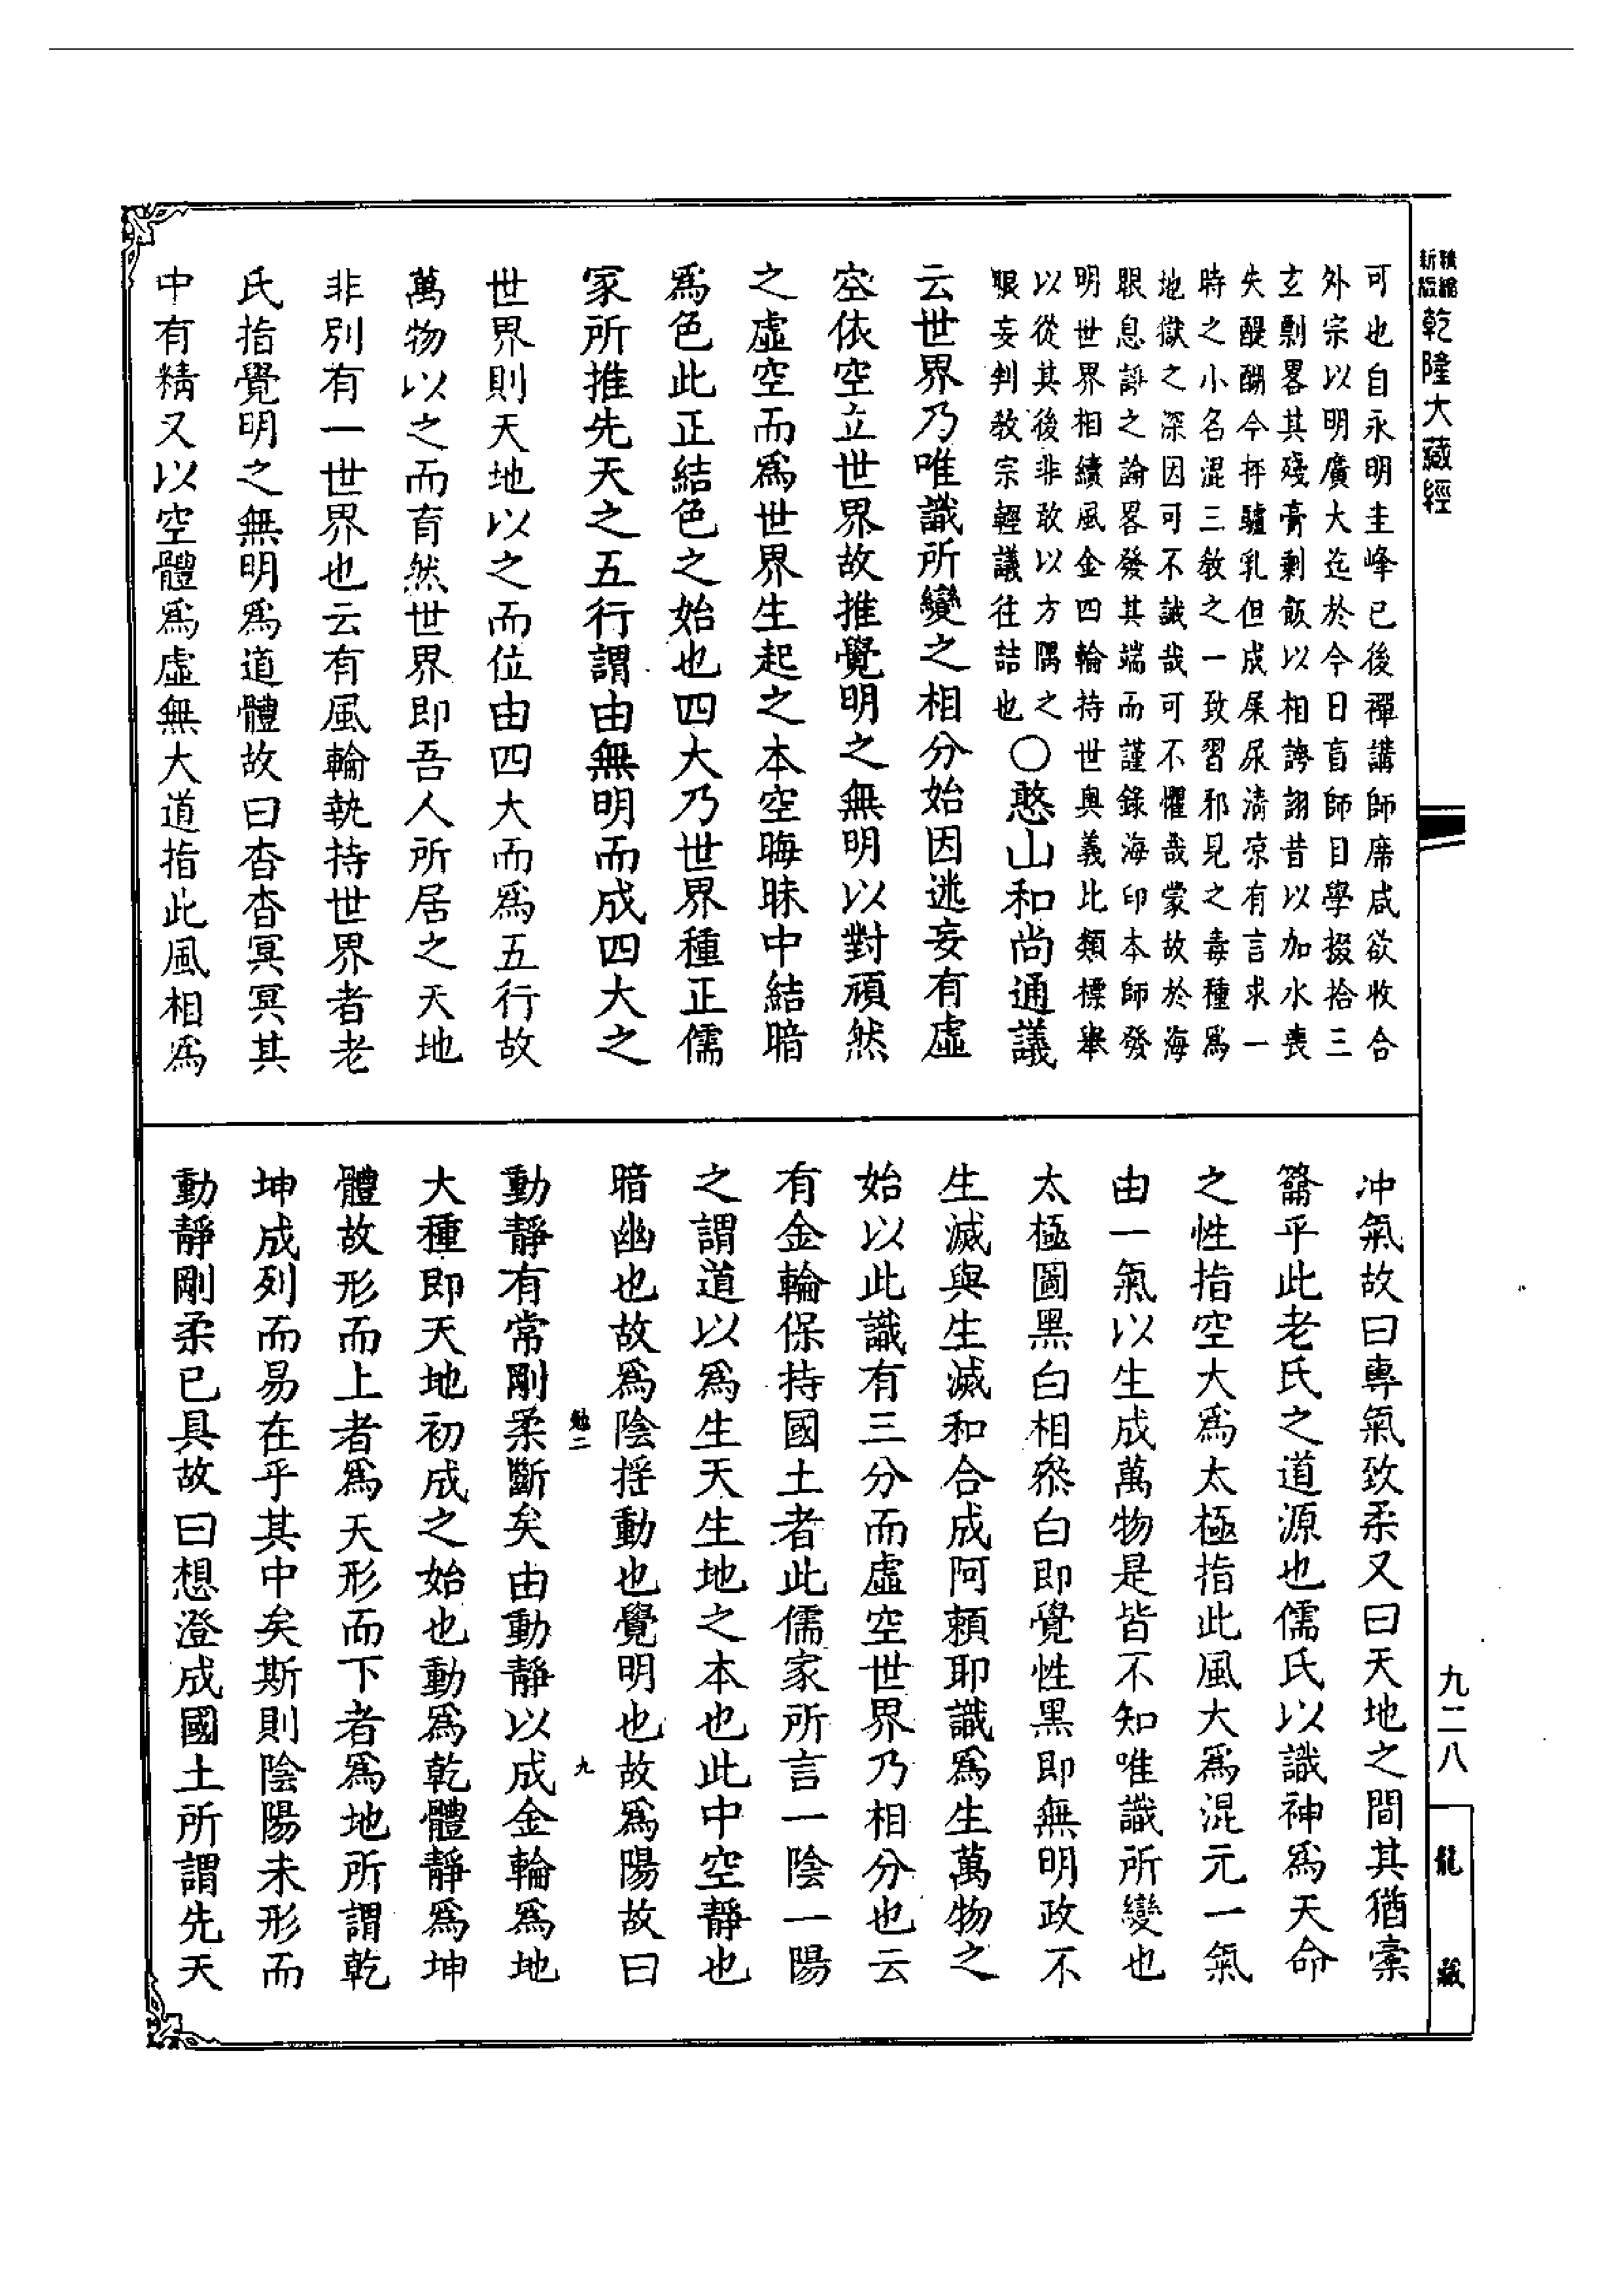 新版精縮乾隆大藏經
可也自永明圭峰已後禪講師席咸欲收合
外宗以明廣大迄於今日盲師目學掇拾三
玄剽畧其殘膏剩飯以相誇詡昔以加水喪
失醍醐今抨驢乳但成屎尿清凉有言求一
時之小名混三教之一致習邪見之毒種爲
地獄之深因可不誡哉可不懼哉蒙故於海
眼息諍之論畧發其端而謹錄海印本師發
明世界相續風金四輪持世奥義比類標舉
以從其後非敢以方隅之
眼妄判教宗輕議往詰也〇憨山和尚通議
云世界乃唯識所變之相分始因迷妄有虛
空依空立世界故推覺明之無明以對頑然
之虛空而爲世界生起之本空晦昧中結暗
爲色此正結色之始也四大乃世界種正儒
家所推先天之五行謂由無明而成四大之
世界則天地以之而位由四大而爲五行故
萬物以之而育然世界即吾人所居之天地
非別有一世界也云有風輪執持世界者老
氏指覺明之無明爲道體故曰杳杳冥冥其
中有精又以空體爲虛無大道指此風相爲
冲氣故曰專氣致柔又曰天地之間其猶橐
籥乎此老氏之道源也儒氏以識神爲天命
之性指空大爲太極指此風大爲混元一氣
由一氣以生成萬物是皆不知唯識所變也
太極圖黑白相叅白即覺性黑即無明政不
生滅與生滅和合成阿賴耶識爲生萬物之
始以此識有三分而虛空世界乃相分也云
有金輪保持國土者此儒家所言一陰一陽
之謂道以爲生天生地之本也此中空靜也
暗幽也故爲陰揺動也覺明也故爲陽故曰
勉二 九
動靜有常剛柔斷矣由動靜以成金輪爲地
大種即天地初成之始也動爲乾體靜爲坤
體故形而上者爲天形而下者爲地所謂乾
坤成列而易在乎其中矣斯則陰陽未形而
動靜剛柔已具故曰想澄成國土所謂先天
九二八
龍藏